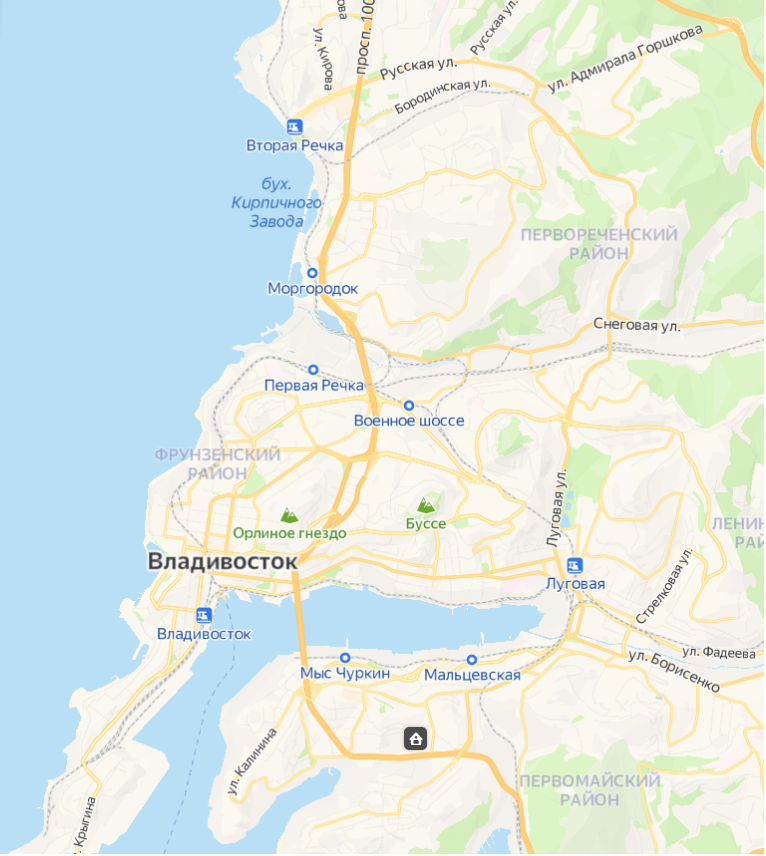 просп. 100
ул. Кирова
Русская ул.
Русская ул.
ул. Адмирала Горшкова
Бородинская ул.
Вторая Речка
бух.
Кирпичного
Завода
ПЕРВОРЕЧЕНСКИЙ
РАЙОН
Моргородок
Снеговая ул.
Первая Речка
Военное шоссе
ФРУНЗЕНСКИЙ
РАЙОН
Луговая ул.
Орлиное гнездо
Буссе
ЛЕНИН
РАЙ
Владивосток
Луговая
Стрелковая ул.
Владивосток
Мыс Чуркин
Мальцевская
ул. Фадеева
ул. Борисенко
ул. Калинина
ПЕРВОМАЙСКИЙ
РАЙОН
Крыгина